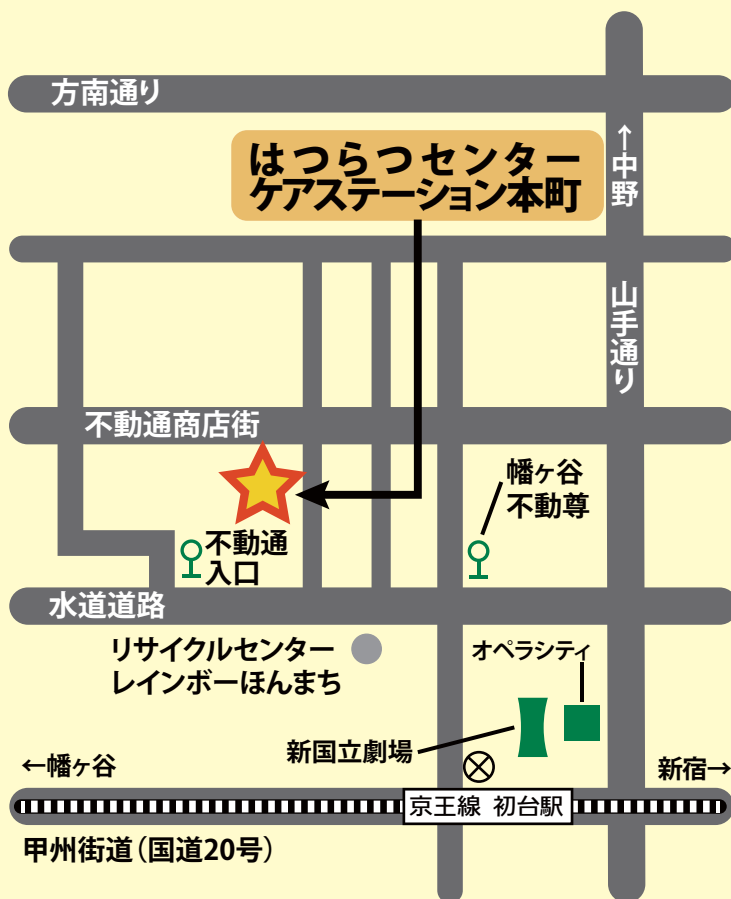 方南通り
はつらつセンター
ケアステーション本町
↑中野
山手通り
不動通商店街
幡ヶ谷
不動尊
不動通
入口
水道道路
リサイクルセンター
レインボーほんまち
オペラシティ
新国立劇場
←幡ヶ谷
新宿→
京王線 初台駅
甲州街道（国道20号）